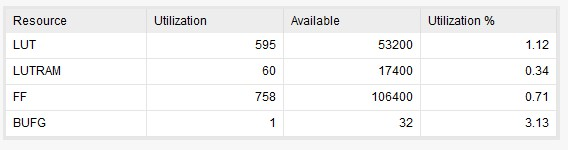 Resource Utilization Available Utilization %
LUT 595 53200 1.12
LUTRAM 60 17400 0.34
FF 758 106400 0.71
BUFG 1 32 3.13